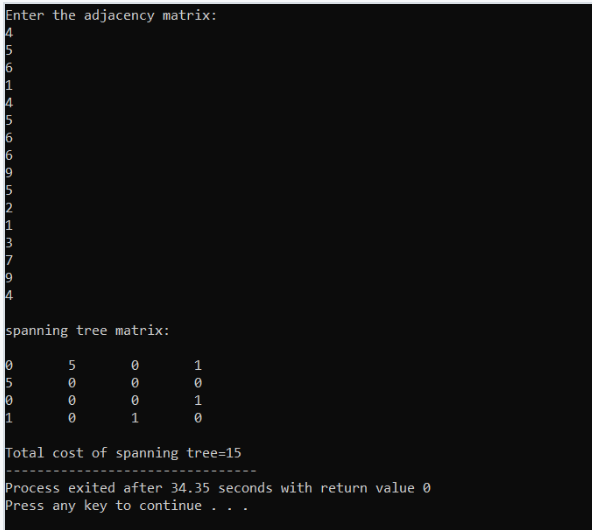 Enter the adjacency matrix:
4
5
6
1
4
5
6
6
9
5
2
1
3
7
9
4
spanning tree matrix:
0 5 0 1
5 0 0 0
0 0 0 1
1 0 1 0
Total cost of spanning tree=15
--------------------------------
Process exited after 34.35 seconds with return value 0
Press any key to continue . . .